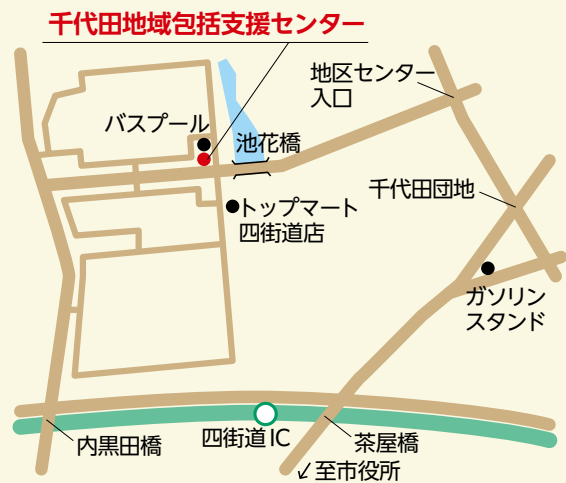 千代田地域包括支援センター
地区センター
入口
バスプール
池花橋
千代田団地
トップマート
四街道店
ガソリン
スタンド
内黒田橋
四街道IC
茶屋橋
至市役所